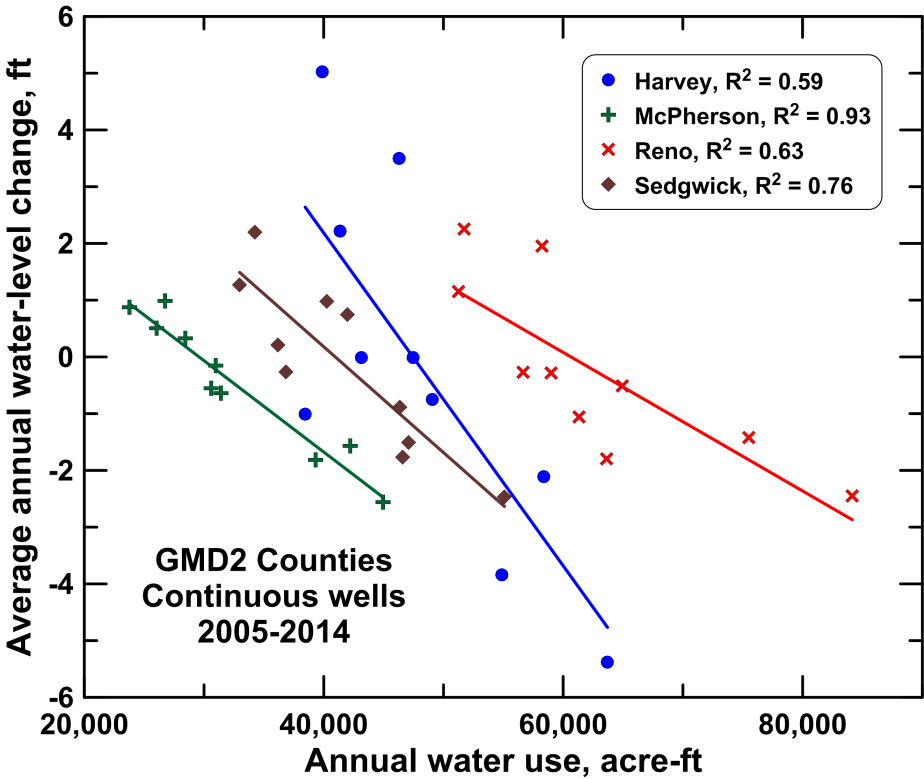 6
4
2
0
-2
-4
-6
Average annual water-level change, ft
Harvey, R² = 0.59
McPherson, R² = 0.93
Reno, R² = 0.63
Sedgwick, R² = 0.76
GMD2 Counties
Continuous wells
2005-2014
20,000 40,000 60,000 80,000
Annual water use, acre-ft